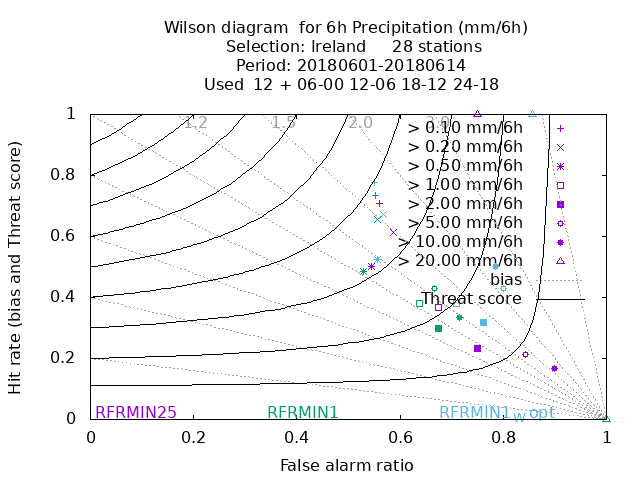 Wilson diagram  for 6h Precipitation (mm/6h)
Selection: Ireland     28 stations
Period: 20180601-20180614
Used  12 + 06-00 12-06 18-12 24-18
1.2 1.5 2.0
> 0.10 mm/6h
> 0.20 mm/6h
> 0.50 mm/6h
> 1.00 mm/6h
> 2.00 mm/6h
> 5.00 mm/6h
> 10.00 mm/6h
> 20.00 mm/6h
bias
Threat score
Hit rate (bias and Threat score)
1
0.8
0.6
0.4
0.2
0
RFRMIN25 RFRMIN1 RFRMIN1_w opt
0 0.2 0.4 0.6 0.8 1
False alarm ratio